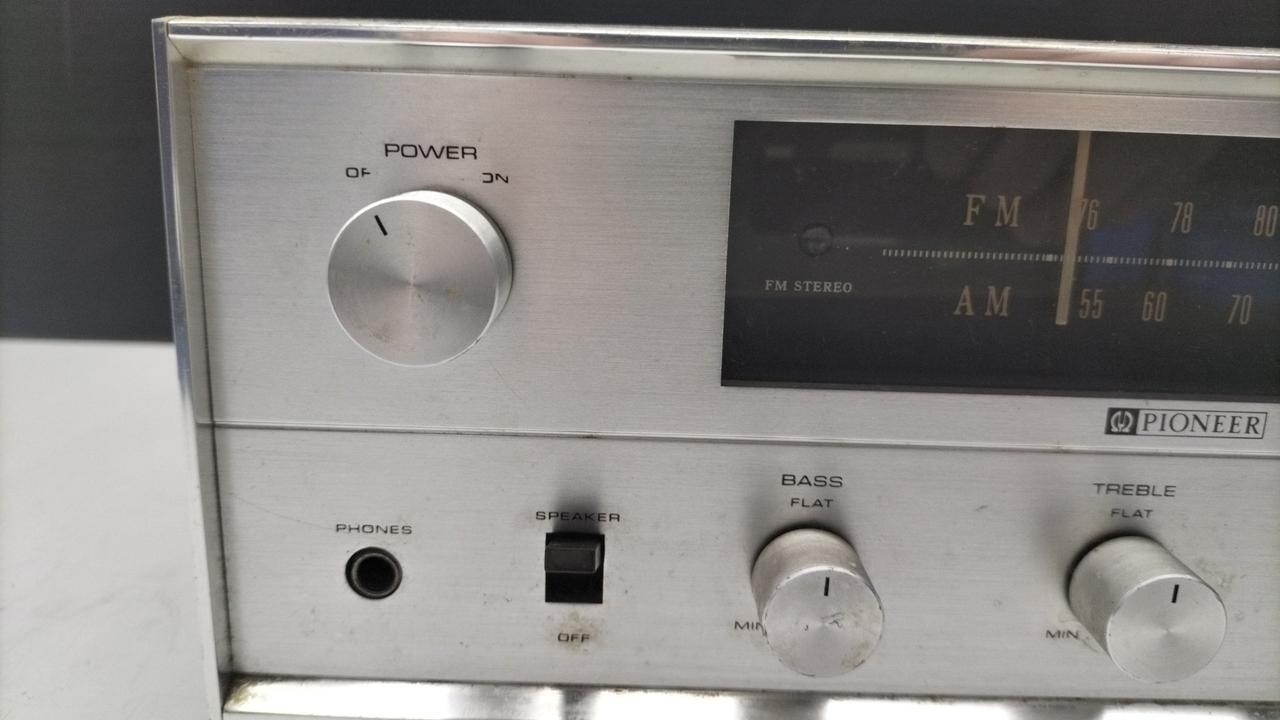 POWER
OF ON
FM 76 78 80
FM STEREO
AM 55 60 70
PIONEER
BASS
FLAT
TREBLE
FLAT
PHONES
SPEAKER
MIN
MIN
OFF